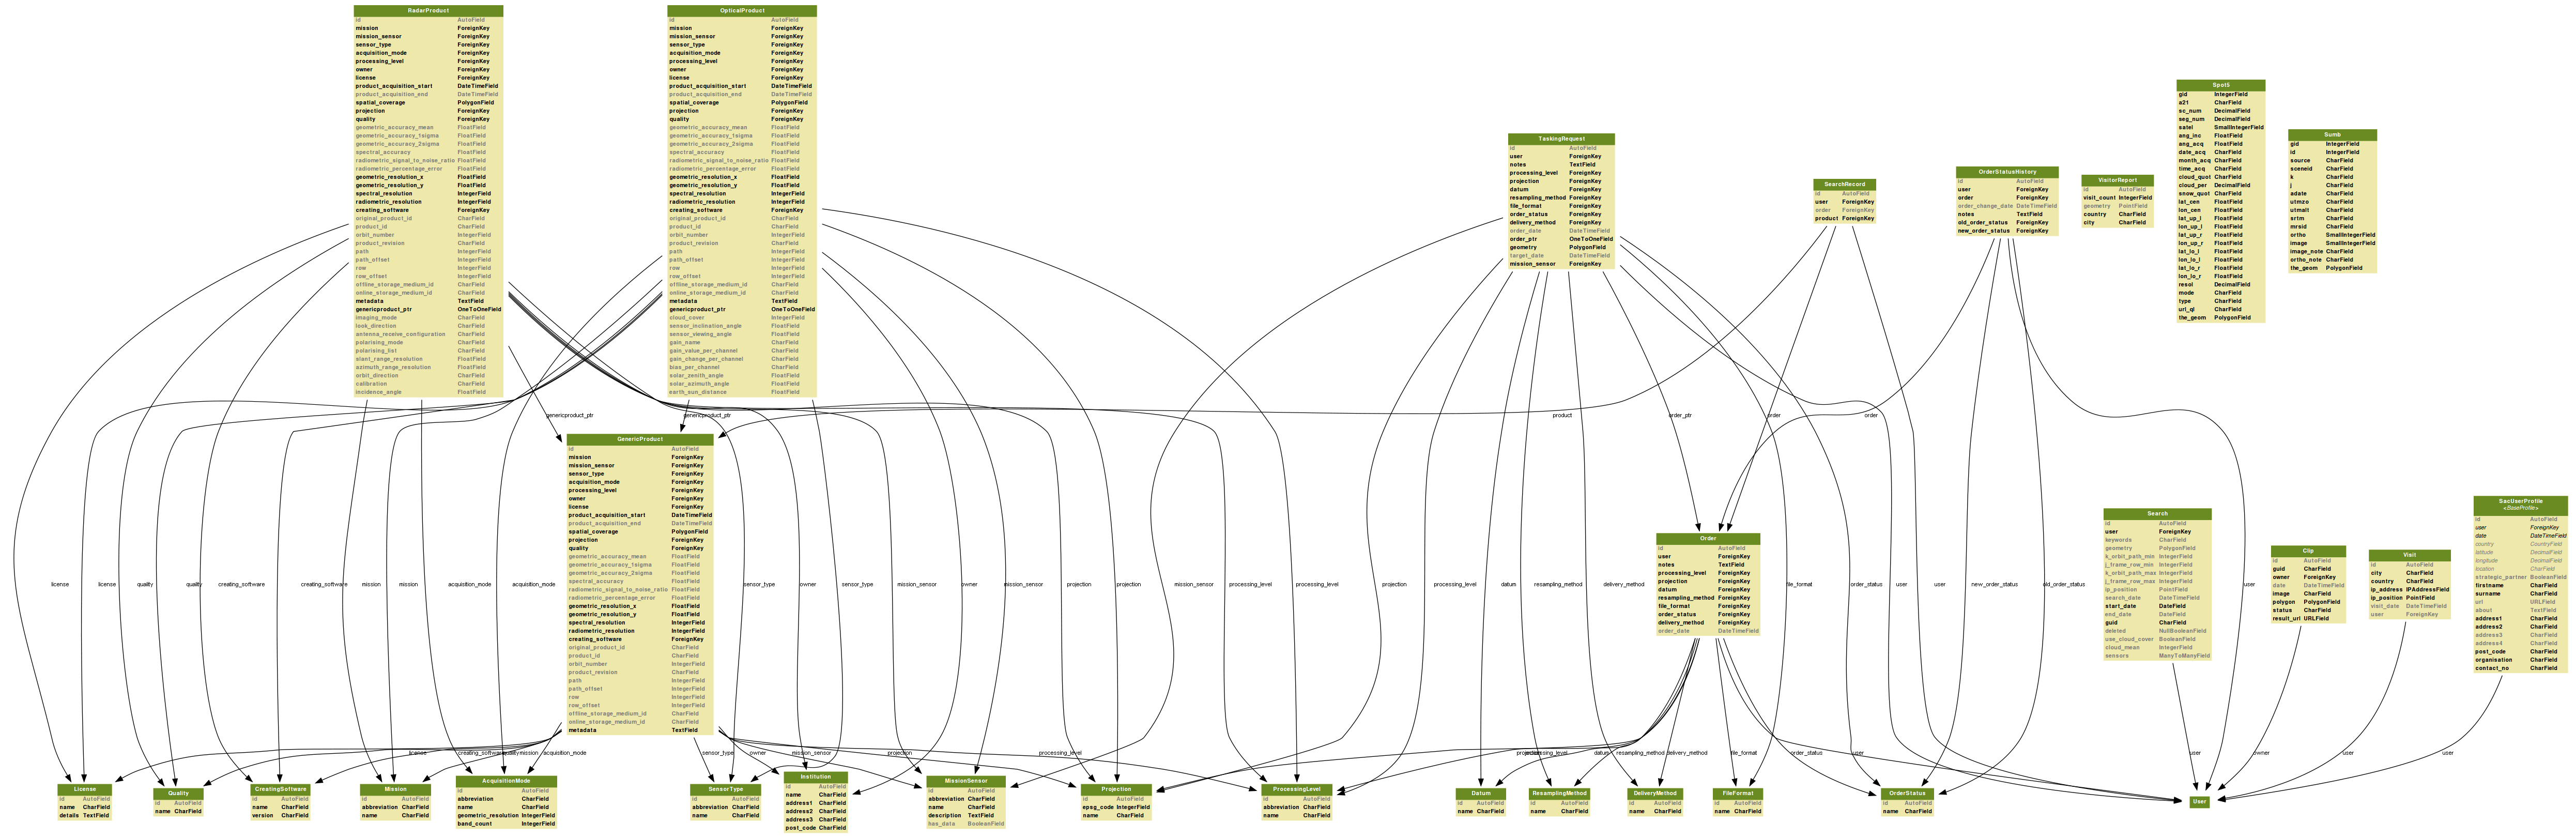 RadarProduct
id AutoField
mission ForeignKey
mission_sensor ForeignKey
sensor_type ForeignKey
acquisition_mode ForeignKey
processing_level ForeignKey
owner ForeignKey
license ForeignKey
product_acquisition_start DateTimeField
product_acquisition_end DateTimeField
spatial_coverage PolygonField
projection ForeignKey
quality ForeignKey
geometric_accuracy_mean FloatField
geometric_accuracy_1sigma FloatField
geometric_accuracy_2sigma FloatField
spectral_accuracy FloatField
radiometric_signal_to_noise_ratio FloatField
radiometric_percentage_error FloatField
geometric_resolution_x FloatField
geometric_resolution_y FloatField
spectral_resolution IntegerField
radiometric_resolution IntegerField
creating_software ForeignKey
original_product_id CharField
product_id CharField
orbit_number IntegerField
product_revision CharField
path IntegerField
path_offset IntegerField
row IntegerField
row_offset IntegerField
offline_storage_medium_id CharField
online_storage_medium_id CharField
metadata TextField
genericproduct_ptr OneToOneField
imaging_mode CharField
look_direction CharField
antenna_receive_configuration CharField
polarising_mode CharField
polarising_list CharField
slant_range_resolution FloatField
azimuth_range_resolution FloatField
orbit_direction CharField
calibration CharField
incidence_angle FloatField
OpticalProduct
id AutoField
mission ForeignKey
mission_sensor ForeignKey
sensor_type ForeignKey
acquisition_mode ForeignKey
processing_level ForeignKey
owner ForeignKey
license ForeignKey
product_acquisition_start DateTimeField
product_acquisition_end DateTimeField
spatial_coverage PolygonField
projection ForeignKey
quality ForeignKey
geometric_accuracy_mean FloatField
geometric_accuracy_1sigma FloatField
geometric_accuracy_2sigma FloatField
spectral_accuracy FloatField
radiometric_signal_to_noise_ratio FloatField
radiometric_percentage_error FloatField
geometric_resolution_x FloatField
geometric_resolution_y FloatField
spectral_resolution IntegerField
radiometric_resolution IntegerField
creating_software ForeignKey
original_product_id CharField
product_id CharField
orbit_number IntegerField
product_revision CharField
path IntegerField
path_offset IntegerField
row IntegerField
row_offset IntegerField
offline_storage_medium_id CharField
online_storage_medium_id CharField
metadata TextField
genericproduct_ptr OneToOneField
cloud_cover IntegerField
sensor_inclination_angle FloatField
sensor_viewing_angle FloatField
gain_name CharField
gain_value_per_channel CharField
gain_change_per_channel CharField
bias_per_channel CharField
solar_zenith_angle FloatField
solar_azimuth_angle FloatField
earth_sun_distance FloatField
TaskingRequest
id AutoField
user ForeignKey
notes TextField
processing_level ForeignKey
projection ForeignKey
datum ForeignKey
resampling_method ForeignKey
file_format ForeignKey
order_status ForeignKey
delivery_method ForeignKey
order_date DateTimeField
order_ptr OneToOneField
geometry PolygonField
target_date DateTimeField
mission_sensor ForeignKey
SearchRecord
id AutoField
user ForeignKey
order ForeignKey
product ForeignKey
OrderStatusHistory
id AutoField
user ForeignKey
order ForeignKey
order_change_date DateTimeField
notes TextField
old_order_status ForeignKey
new_order_status ForeignKey
VisitorReport
id AutoField
visit_count IntegerField
geometry PointField
country CharField
city CharField
Spot5
gid IntegerField
a21 CharField
sc_num DecimalField
seg_num DecimalField
satel SmallIntegerField
ang_inc FloatField
ang_acq FloatField
date_acq CharField
month_acq CharField
time_acq CharField
cloud_quot CharField
cloud_per DecimalField
snow_quot CharField
lat_cen FloatField
lon_cen FloatField
lat_up_l FloatField
lon_up_l FloatField
lat_up_r FloatField
lon_up_r FloatField
lat_lo_l FloatField
lon_lo_l FloatField
lat_lo_r FloatField
lon_lo_r FloatField
resol DecimalField
mode CharField
type CharField
url_ql CharField
the_geom PolygonField
Sumb
gid IntegerField
id IntegerField
source CharField
sceneid CharField
k CharField
j CharField
adate CharField
utmzo CharField
utmalt CharField
srtm CharField
mrsid CharField
ortho SmallIntegerField
image SmallIntegerField
image_note CharField
ortho_note CharField
the_geom PolygonField
genericproduct_ptr
genericproduct_ptr
product
order_ptr
order
order
GenericProduct
id AutoField
mission ForeignKey
mission_sensor ForeignKey
sensor_type ForeignKey
acquisition_mode ForeignKey
processing_level ForeignKey
owner ForeignKey
license ForeignKey
product_acquisition_start DateTimeField
product_acquisition_end DateTimeField
spatial_coverage PolygonField
projection ForeignKey
quality ForeignKey
geometric_accuracy_mean FloatField
geometric_accuracy_1sigma FloatField
geometric_accuracy_2sigma FloatField
spectral_accuracy FloatField
radiometric_signal_to_noise_ratio FloatField
radiometric_percentage_error FloatField
geometric_resolution_x FloatField
geometric_resolution_y FloatField
spectral_resolution IntegerField
radiometric_resolution IntegerField
creating_software ForeignKey
original_product_id CharField
product_id CharField
orbit_number IntegerField
product_revision CharField
path IntegerField
path_offset IntegerField
row IntegerField
row_offset IntegerField
offline_storage_medium_id CharField
online_storage_medium_id CharField
metadata TextField
Order
id AutoField
user ForeignKey
notes TextField
processing_level ForeignKey
projection ForeignKey
datum ForeignKey
resampling_method ForeignKey
file_format ForeignKey
order_status ForeignKey
delivery_method ForeignKey
order_date DateTimeField
Search
id AutoField
user ForeignKey
keywords CharField
geometry PolygonField
k_orbit_path_min IntegerField
j_frame_row_min IntegerField
k_orbit_path_max IntegerField
j_frame_row_max IntegerField
ip_position PointField
search_date DateTimeField
start_date DateField
end_date DateField
guid CharField
deleted NullBooleanField
use_cloud_cover BooleanField
cloud_mean IntegerField
sensors ManyToManyField
Clip
id AutoField
guid CharField
owner ForeignKey
date DateTimeField
image CharField
polygon PolygonField
status CharField
result_url URLField
Visit
id AutoField
city CharField
country CharField
ip_address IPAddressField
ip_position PointField
visit_date DateTimeField
user ForeignKey
SacUserProfile
<BaseProfile>
id AutoField
user ForeignKey
date DateTimeField
country CountryField
latitude DecimalField
longitude DecimalField
location CharField
strategic_partner BooleanField
firstname CharField
surname CharField
url URLField
about TextField
address1 CharField
address2 CharField
address3 CharField
address4 CharField
post_code CharField
organisation CharField
contact_no CharField
license license quality quality creating_software creating_software mission mission acquisition_mode acquisition_mode sensor_type owner sensor_type mission_sensor owner mission_sensor projection projection mission_sensor processing_level processing_level projection processing_level datum resampling_method delivery_method file_format order_status user user new_order_status old_order_status user
license creating_software quality mission acquisition_mode sensor_type owner mission_sensor projection processing_level projection processing_level datum resampling_method delivery_method file_format order_status user user owner user user
License
id AutoField
name CharField
details TextField
Quality
id AutoField
name CharField
CreatingSoftware
id AutoField
name CharField
version CharField
Mission
id AutoField
abbreviation CharField
name CharField
AcquisitionMode
id AutoField
abbreviation CharField
name CharField
geometric_resolution IntegerField
band_count IntegerField
SensorType
id AutoField
abbreviation CharField
name CharField
Institution
id AutoField
name CharField
address1 CharField
address2 CharField
address3 CharField
post_code CharField
MissionSensor
id AutoField
abbreviation CharField
name CharField
description TextField
has_data BooleanField
Projection
id AutoField
epsg_code IntegerField
name CharField
ProcessingLevel
id AutoField
abbreviation CharField
name CharField
Datum
id AutoField
name CharField
ResamplingMethod
id AutoField
name CharField
DeliveryMethod
id AutoField
name CharField
FileFormat
id AutoField
name CharField
OrderStatus
id AutoField
name CharField
User